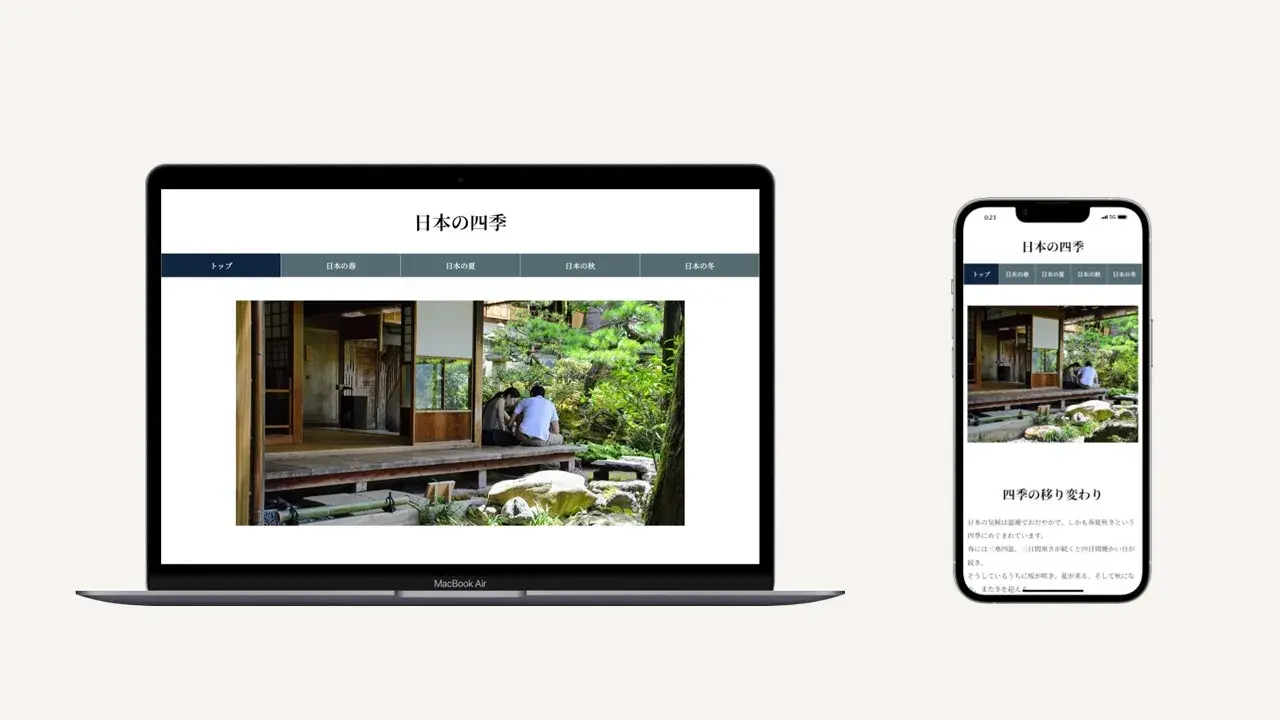 日本の四季
トップ
日本の春
日本の夏
日本の秋
日本の冬
MacBook Air
0:23
5G
日本の四季
トップ
日本の春
日本の夏
日本の秋
日本の冬
四季の移り変わり
日本の気候は温暖でおだやかで、しかも春夏秋冬という
四季にめぐまれています。
春には三寒四温、三日間寒さが続くと四日間暖かい日が
続き、
そうしているうちに桜が咲き、夏が来る。そして秋にな
り、また冬を迎える